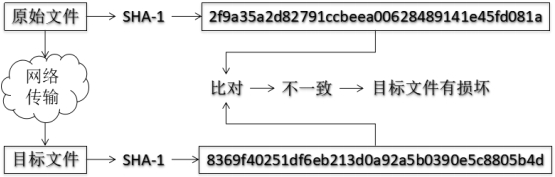 原始文件
SHA-1
2f9a35a2d82791ccbeea00628489141e45fd081a
网络
传输
比对
不一致
目标文件有损坏
目标文件
SHA-1
8369f40251df6eb213d0a92a5b0390e5c8805b4d